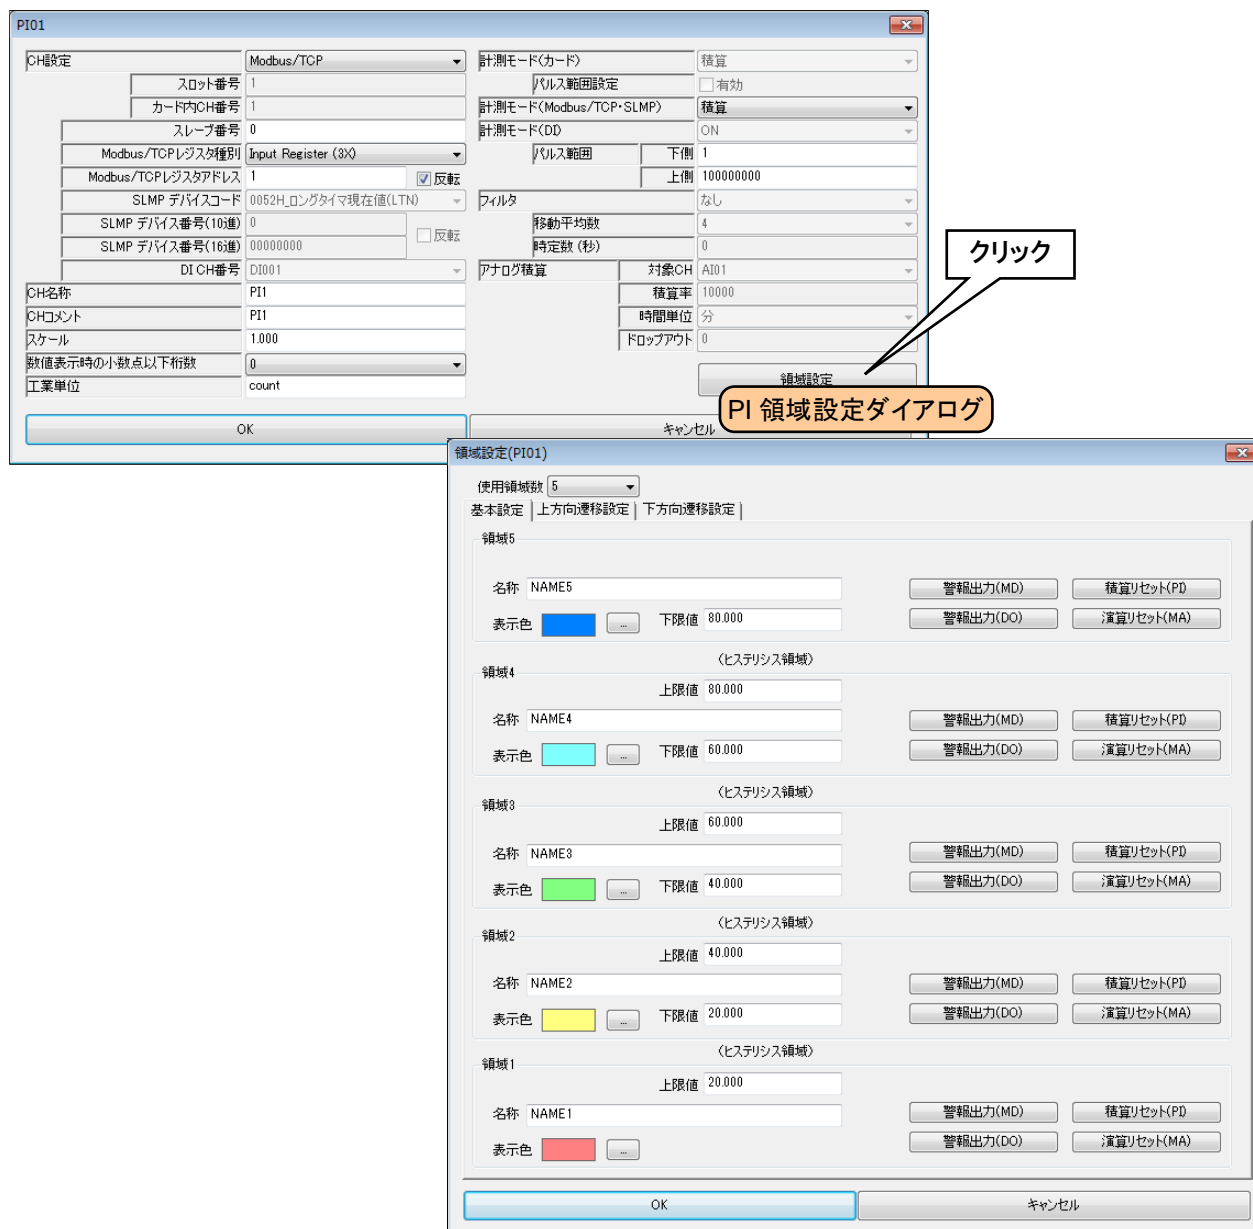 PI01
CH設定 Modbus/TCP
スロット番号 1
カード内CH番号 1
スレーブ番号 0
Modbus/TCPレジスタ種別 Input Register (3X)
Modbus/TCPレジスタアドレス 1 反転
SLMP デバイスコード 0052H_ロングタイマ現在値(LTN)
SLMP デバイス番号(10進) 0
SLMP デバイス番号(16進) 00000000
反転
DI CH番号 DI001
CH名称 PI1
CHコメント PI1
スケール 1.000
数値表示時の小数点以下桁数 0
工業単位 count
計測モード(カード) 積算
パルス範囲設定 有効
計測モード(Modbus/TCP・SLMP) 積算
計測モード(DI) ON
パルス範囲 下側 1
上側 100000000
フィルタ なし
移動平均数 4
時定数 (秒) 0
アナログ積算 対象CH AI01
積算率 10000
時間単位 分
ドロップアウト 0
領域設定
OK キャンセル
クリック
PI 領域設定ダイアログ
領域設定(PI01)
使用領域数 5
基本設定 上方向遷移設定 下方向遷移設定
領域5
名称 NAME5 警報出力(MD) 積算リセット(PI)
表示色 ... 下限値 80.000 警報出力(DO) 演算リセット(MA)
(ヒステリシス領域)
領域4
上限値 80.000
名称 NAME4 警報出力(MD) 積算リセット(PI)
表示色 ... 下限値 60.000 警報出力(DO) 演算リセット(MA)
(ヒステリシス領域)
領域3
上限値 60.000
名称 NAME3 警報出力(MD) 積算リセット(PI)
表示色 ... 下限値 40.000 警報出力(DO) 演算リセット(MA)
(ヒステリシス領域)
領域2
上限値 40.000
名称 NAME2 警報出力(MD) 積算リセット(PI)
表示色 ... 下限値 20.000 警報出力(DO) 演算リセット(MA)
(ヒステリシス領域)
領域1
上限値 20.000
名称 NAME1 警報出力(MD) 積算リセット(PI)
表示色 ... 警報出力(DO) 演算リセット(MA)
OK キャンセル